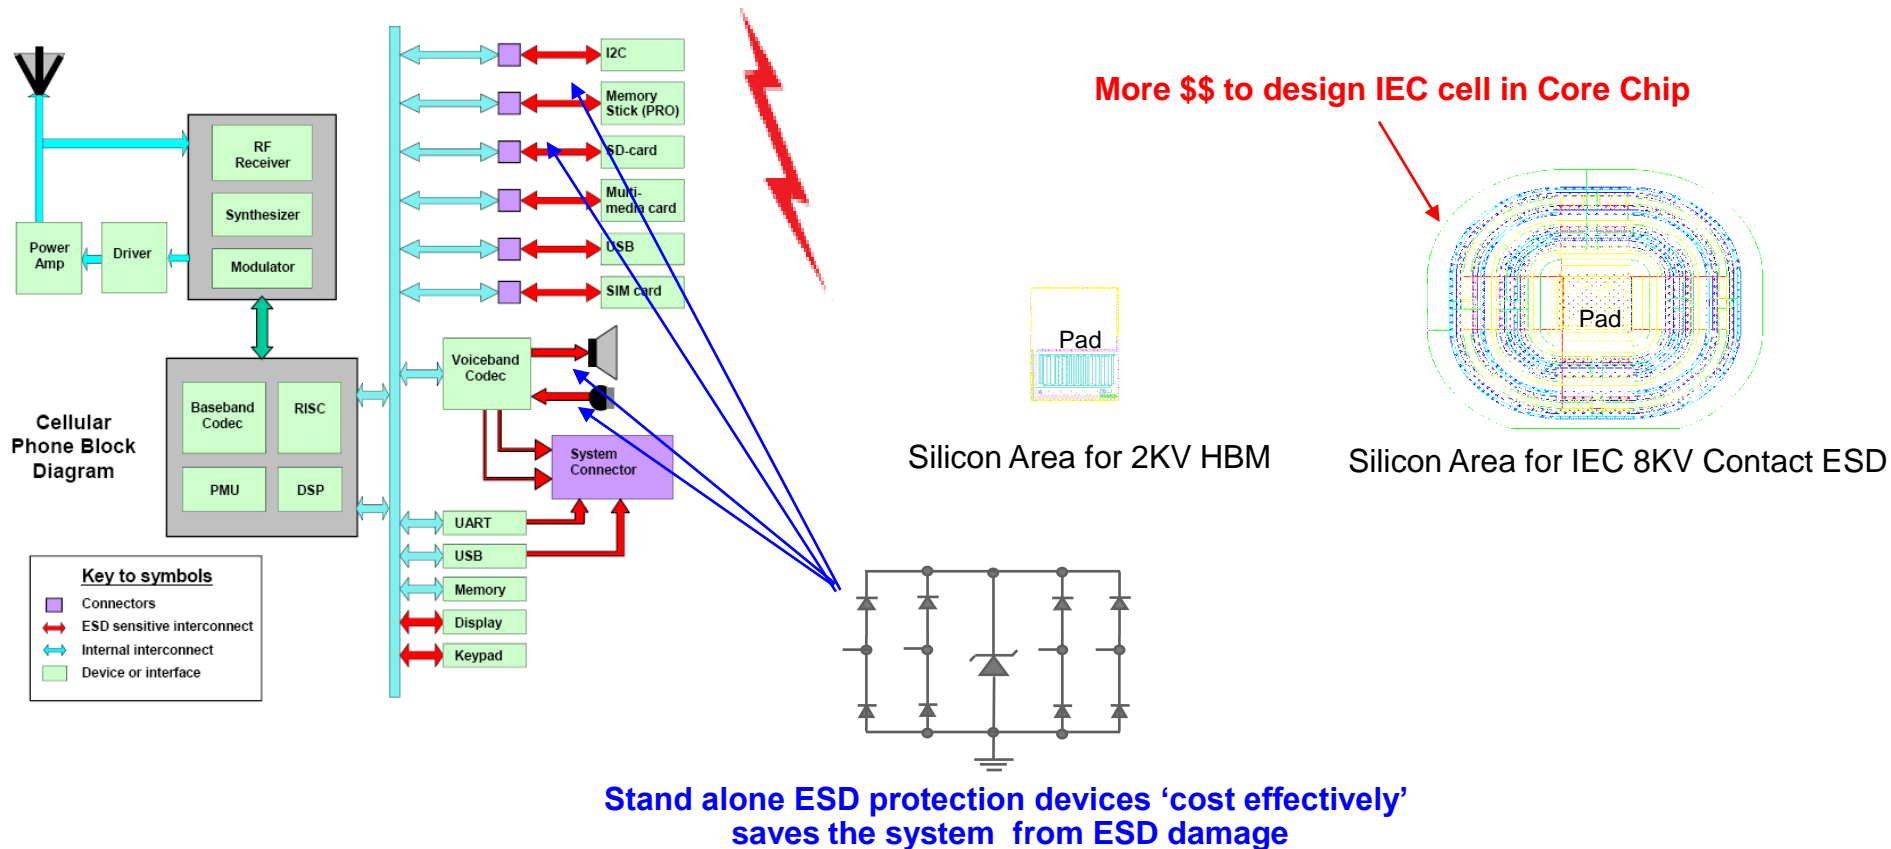 Cellular
Phone Block
Diagram
RF
Receiver
Synthesizer
Modulator
Power
Amp
Driver
Baseband
Codec
RISC
PMU
DSP
Key to symbols
Connectors
ESD sensitive interconnect
Internal interconnect
Device or interface
I2C
Memory
Stick (PRO)
SD-card
Multi-
media card
USB
SIM card
Voiceband
Codec
System
Connector
UART
USB
Memory
Display
Keypad
More $$ to design IEC cell in Core Chip
Pad
Silicon Area for 2KV HBM
Pad
Silicon Area for IEC 8KV Contact ESD
Stand alone ESD protection devices ‘cost effectively’
saves the system from ESD damage